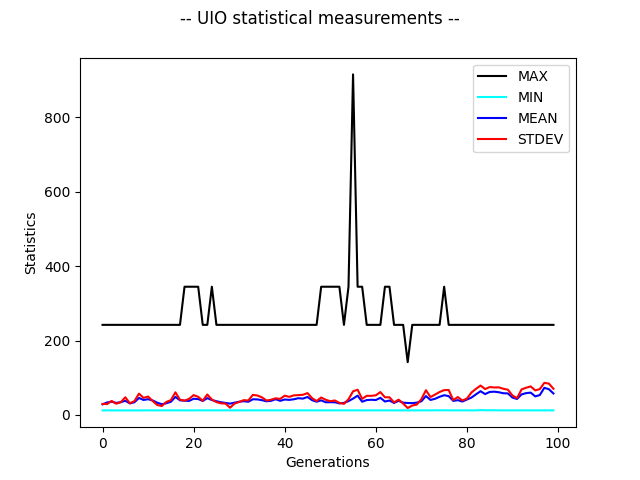 -- UIO statistical measurements --
MAX
MIN
MEAN
STDEV
800
600
400
200
0
Statistics
0 20 40 60 80 100
Generations